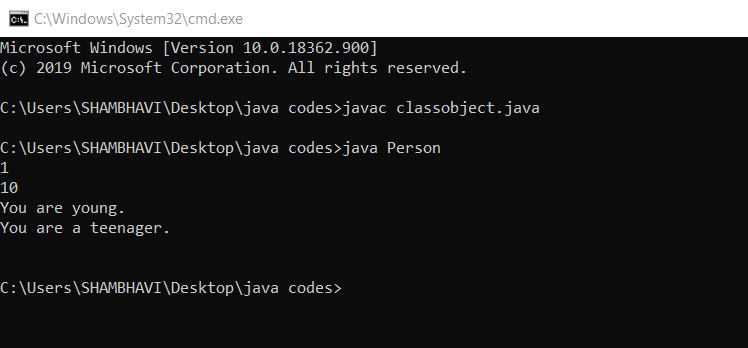 C:\Windows\System32\cmd.exe
Microsoft Windows [Version 10.0.18362.900]
(c) 2019 Microsoft Corporation. All rights reserved.
C:\Users\SHAMBHAVI\Desktop\java codes>javac classobject.java
C:\Users\SHAMBHAVI\Desktop\java codes>java Person
1
10
You are young.
You are a teenager.
C:\Users\SHAMBHAVI\Desktop\java codes>